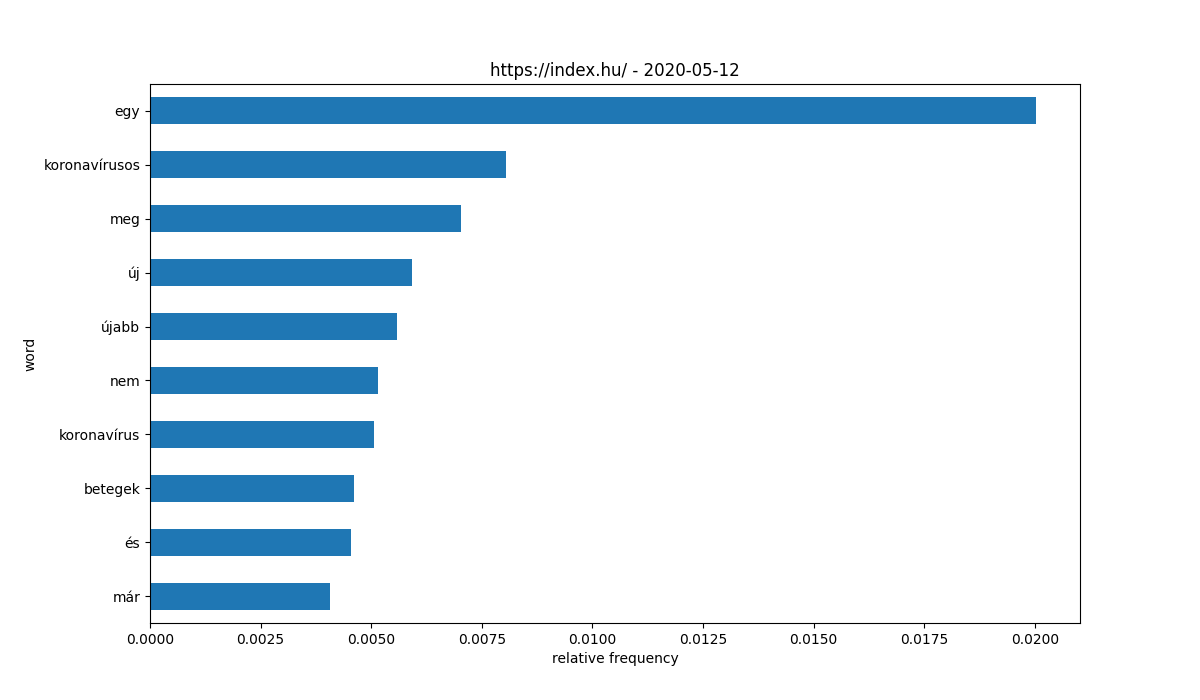 https://index.hu/ - 2020-05-12
egy
koronavírusos
meg
új
újabb
nem
koronavírus
betegek
és
már
word
0.0000 0.0025 0.0050 0.0075 0.0100 0.0125 0.0150 0.0175 0.0200
relative frequency